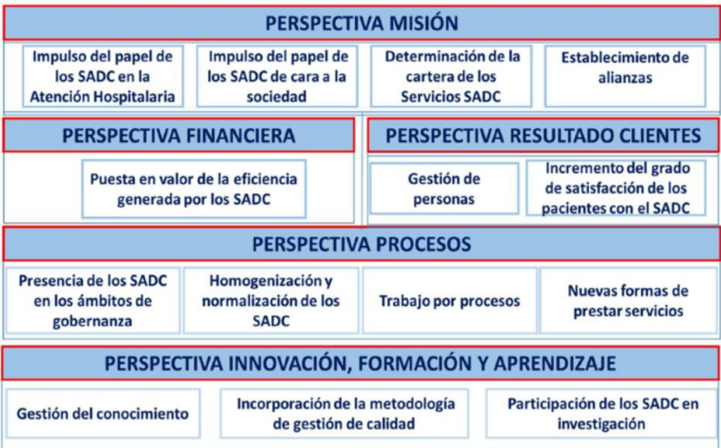 PERSPECTIVA MISIÓN
Impulso del papel de
los SADC en la
Atención Hospitalaria
Impulso del papel de
los SADC de cara a la
sociedad
Determinación de la
cartera de los
Servicios SADC
Establecimiento de
alianzas
PERSPECTIVA FINANCIERA
Puesta en valor de la eficiencia
generada por los SADC
PERSPECTIVA RESULTADO CLIENTES
Gestión de
personas
Incremento del grado
de satisfacción de los
pacientes con el SADC
PERSPECTIVA PROCESOS
Presencia de los SADC
en los ámbitos de
gobernanza
Homogenización y
normalización de los
SADC
Trabajo por procesos
Nuevas formas de
prestar servicios
PERSPECTIVA INNOVACIÓN, FORMACIÓN Y APRENDIZAJE
Gestión del conocimiento
Incorporación de la metodología
de gestión de calidad
Participación de los SADC en
investigación